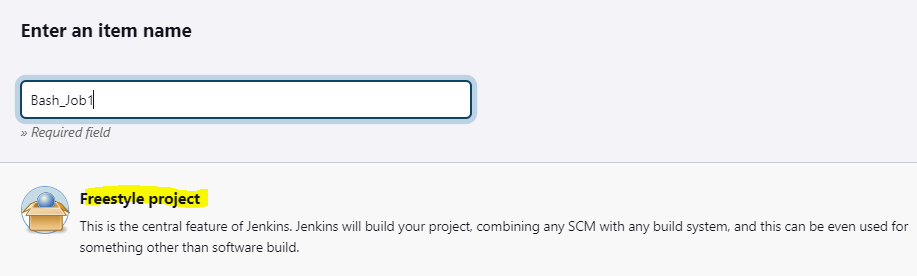 Enter an item name
Bash_Job1
» Required field
Freestyle project
This is the central feature of Jenkins. Jenkins will build your project, combining any SCM with any build system, and this can be even used for
something other than software build.